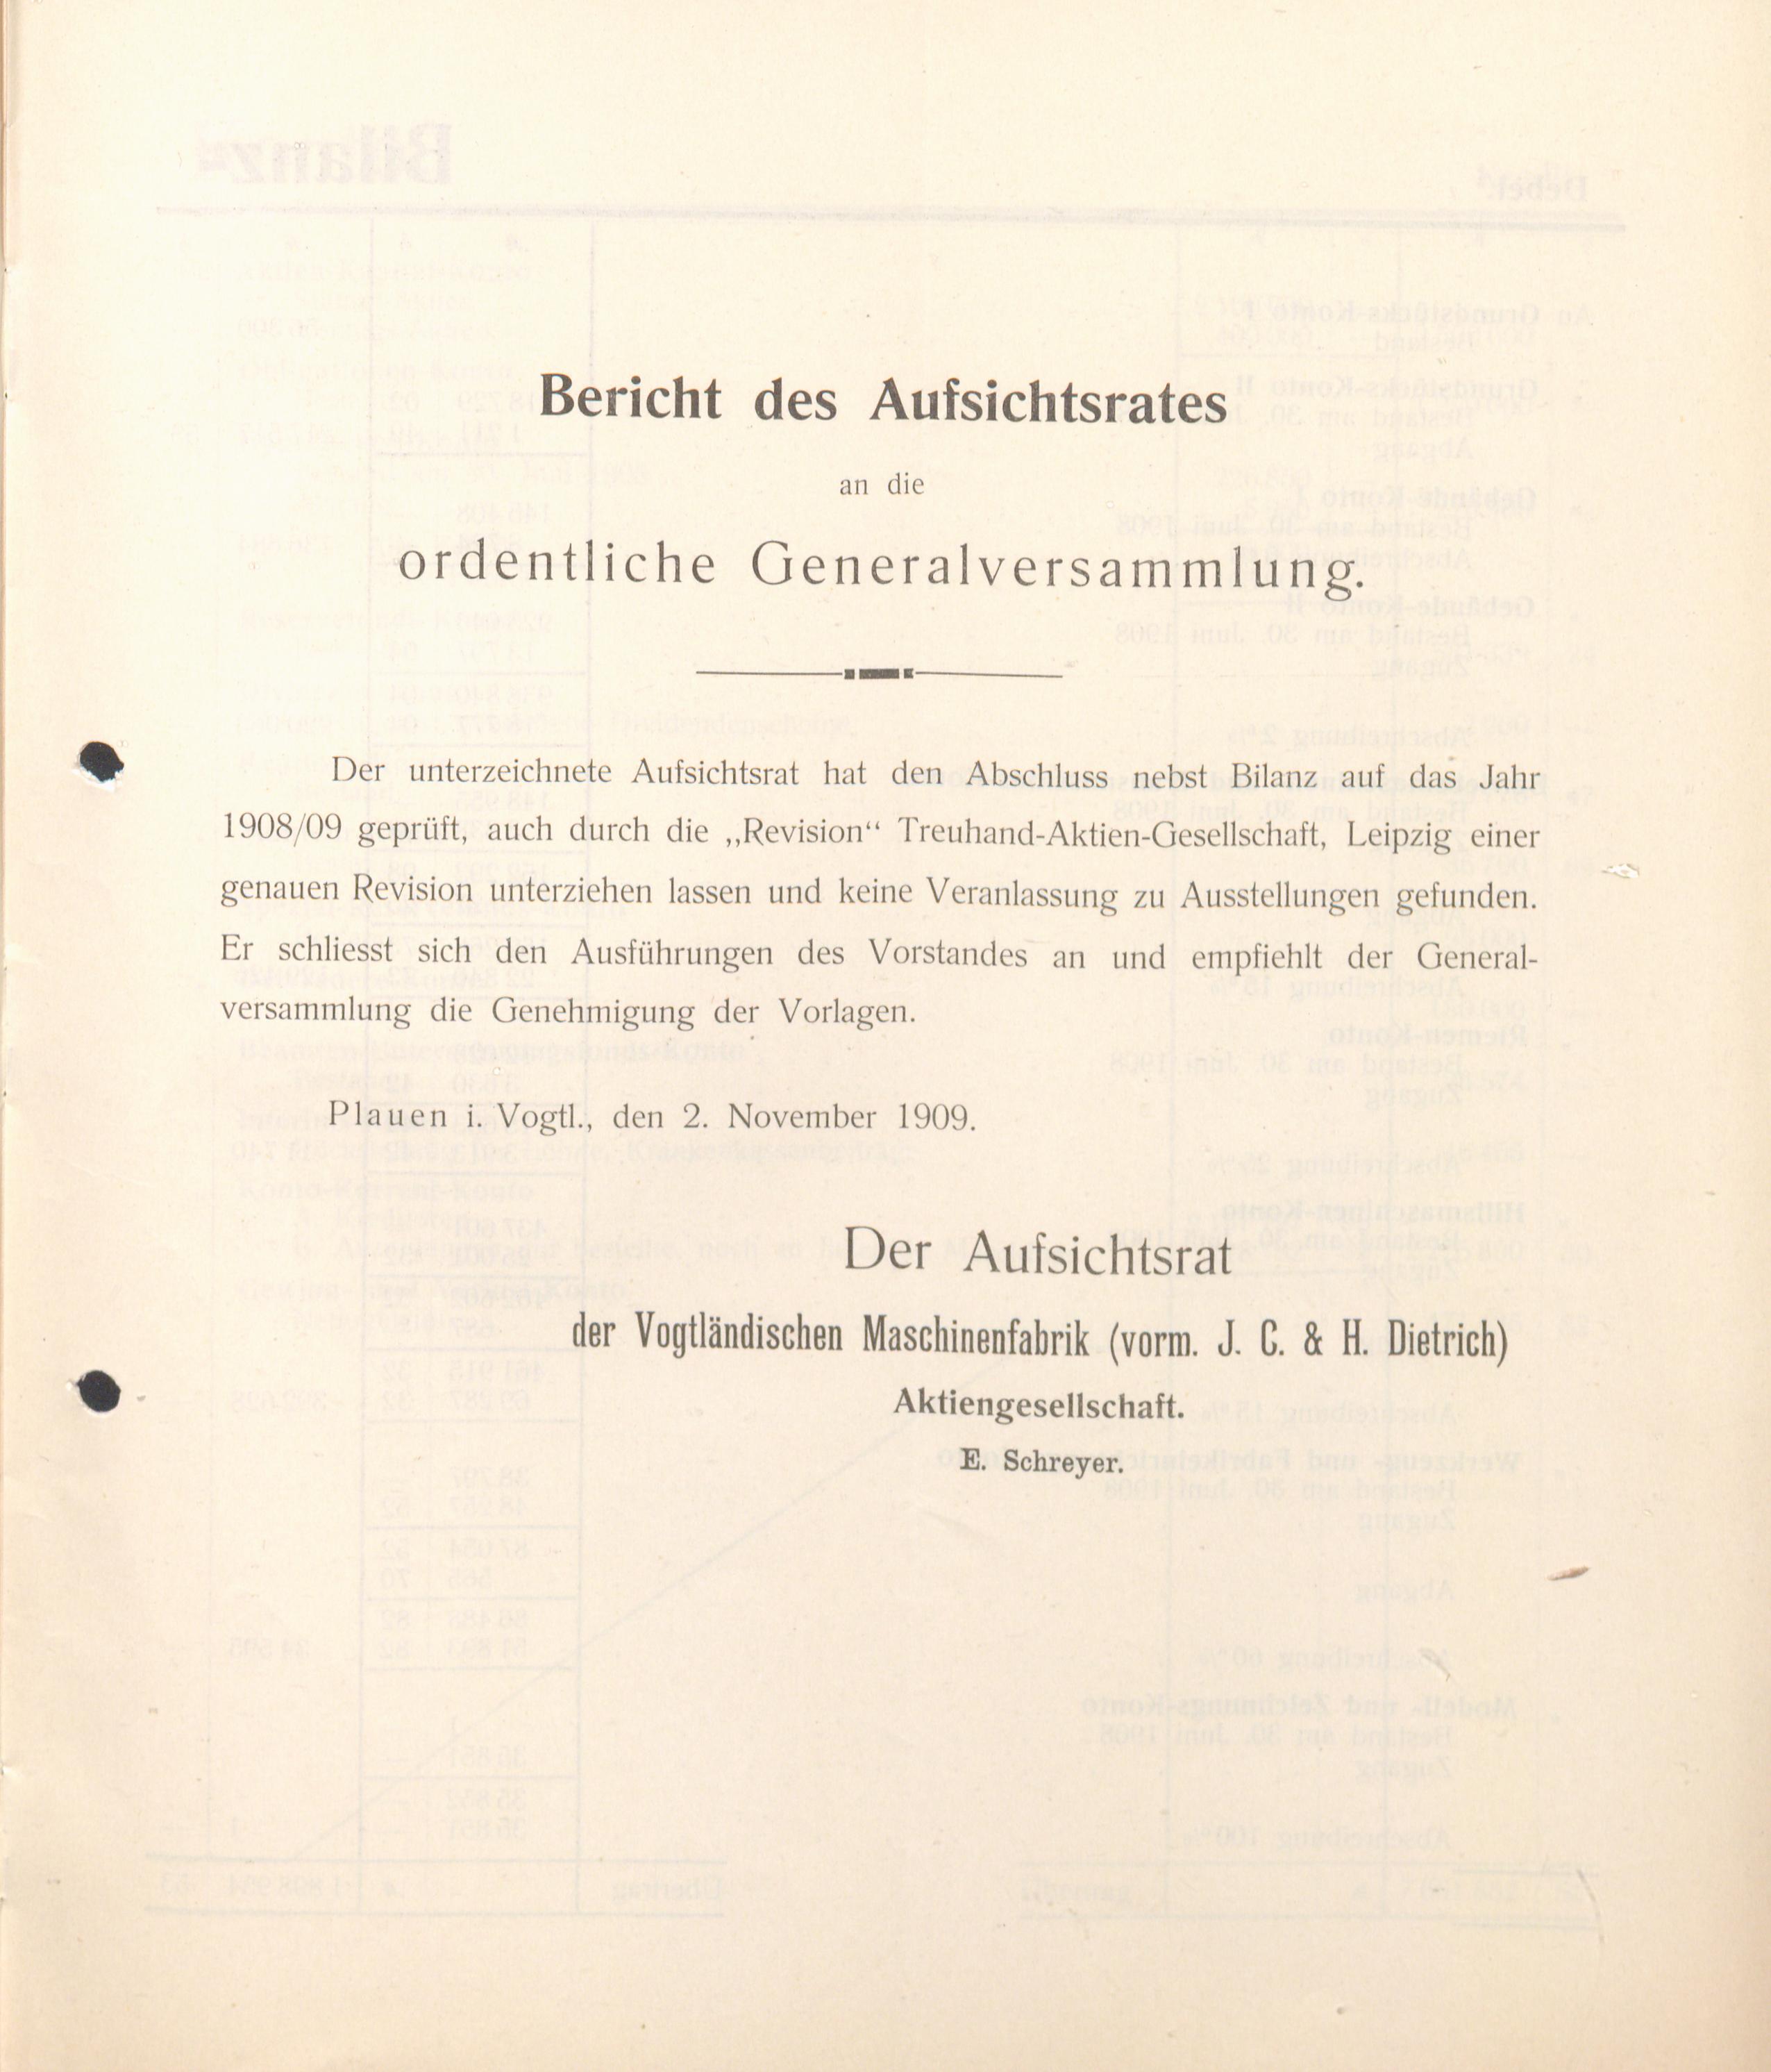 Bericht des Aufsichtsrates
an die
ordentliche Generalversammlung.
Der unterzeichnete Aufsichtsrat hat den Abschluss nebst Bilanz auf das Jahr
1908/09 geprüft, auch durch die „Revision“ Treuhand-Aktien-Gesellschaft, Leipzig einer
genauen Revision unterziehen lassen und keine Veranlassung zu Ausstellungen gefunden.
Er schliesst sich den Ausführungen des Vorstandes an und empfiehlt der General-
versammlung die Genehmigung der Vorlagen.
Plauen i. Vogtl., den 2. November 1909.
Der Aufsichtsrat
der Vogtländischen Maschinenfabrik (vorm. J. C. & H. Dietrich)
Aktiengesellschaft.
E. Schreyer.